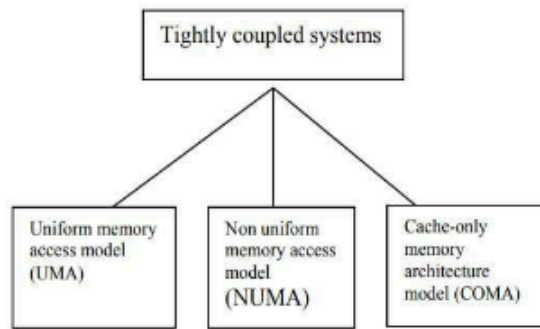 Tightly coupled systems
Uniform memory
access model
(UMA)
Non uniform
memory access
model
(NUMA)
Cache-only
memory
architecture
model (COMA)